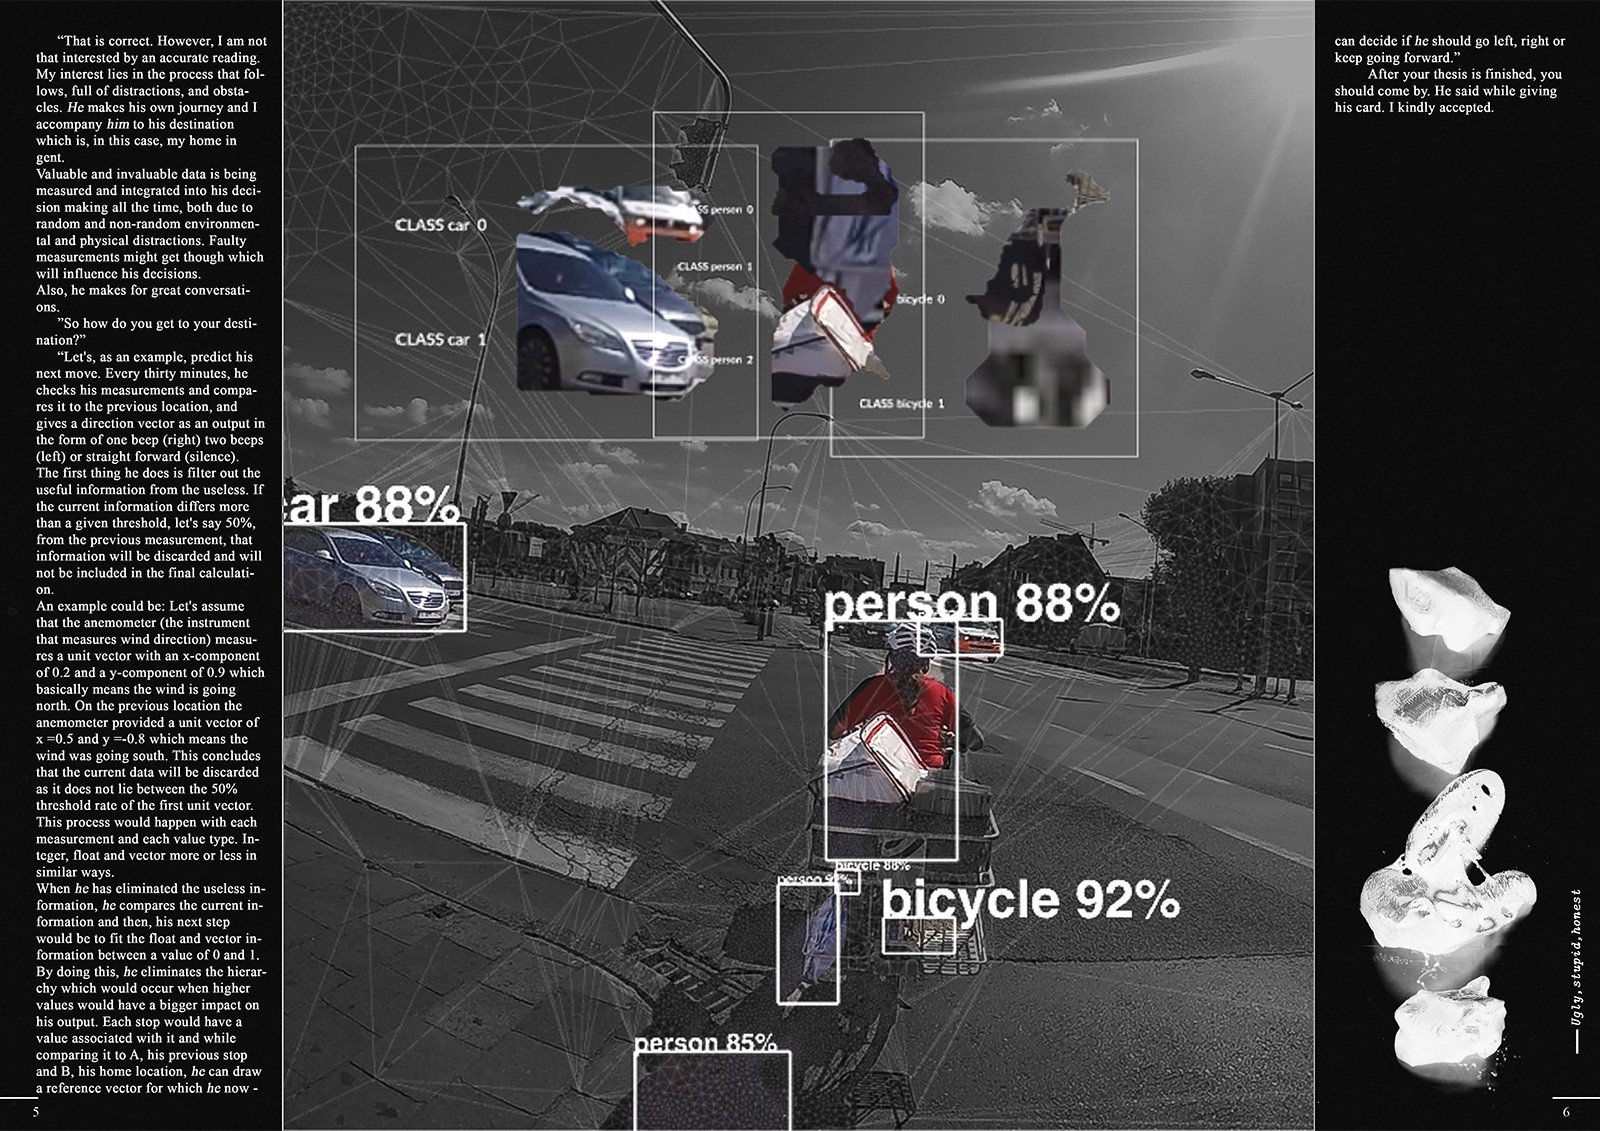 “That is correct. However, I am not
that interested by an accurate reading.
My interest lies in the process that fol-
lows, full of distractions, and obsta-
cles. He makes his own journey and I
accompany him to his destination
which is, in this case, my home in
gent.
Valuable and invaluable data is being
measured and integrated into his deci-
sion making all the time, both due to
random and non-random environmen-
tal and physical distractions. Faulty
measurements might get though which
will influence his decisions.
Also, he makes for great conversati-
ons.
”So how do you get to your desti-
nation?”
“Let's, as an example, predict his
next move. Every thirty minutes, he
checks his measurements and compa-
res it to the previous location, and
gives a direction vector as an output in
the form of one beep (right) two beeps
(left) or straight forward (silence).
The first thing he does is filter out the
useful information from the useless. If
the current information differs more
than a given threshold, let's say 50%,
from the previous measurement, that
information will be discarded and will
not be included in the final calculati-
on.
An example could be: Let's assume
that the anemometer (the instrument
that measures wind direction) measu-
res a unit vector with an x-component
of 0.2 and a y-component of 0.9 which
basically means the wind is going
north. On the previous location the
anemometer provided a unit vector of
x =0.5 and y =-0.8 which means the
wind was going south. This concludes
that the current data will be discarded
as it does not lie between the 50%
threshold rate of the first unit vector.
This process would happen with each
measurement and each value type. In-
teger, float and vector more or less in
similar ways.
When he has eliminated the useless in-
formation, he compares the current in-
formation and then, his next step
would be to fit the float and vector in-
formation between a value of 0 and 1.
By doing this, he eliminates the hierar-
chy which would occur when higher
values would have a bigger impact on
his output. Each stop would have a
value associated with it and while
comparing it to A, his previous stop
and B, his home location, he can draw
a reference vector for which he now -
5
CLASS car 0
CLASS car 1
SS person 0
CLASS person 1
CLASS person 2
bicycle 0
CLASS bicycle 1
car 88%
person 88%
bicycle 88%
person
bicycle 92%
person 85%
can decide if he should go left, right or
keep going forward.”
After your thesis is finished, you
should come by. He said while giving
his card. I kindly accepted.
Ugly, stupid, honest
6